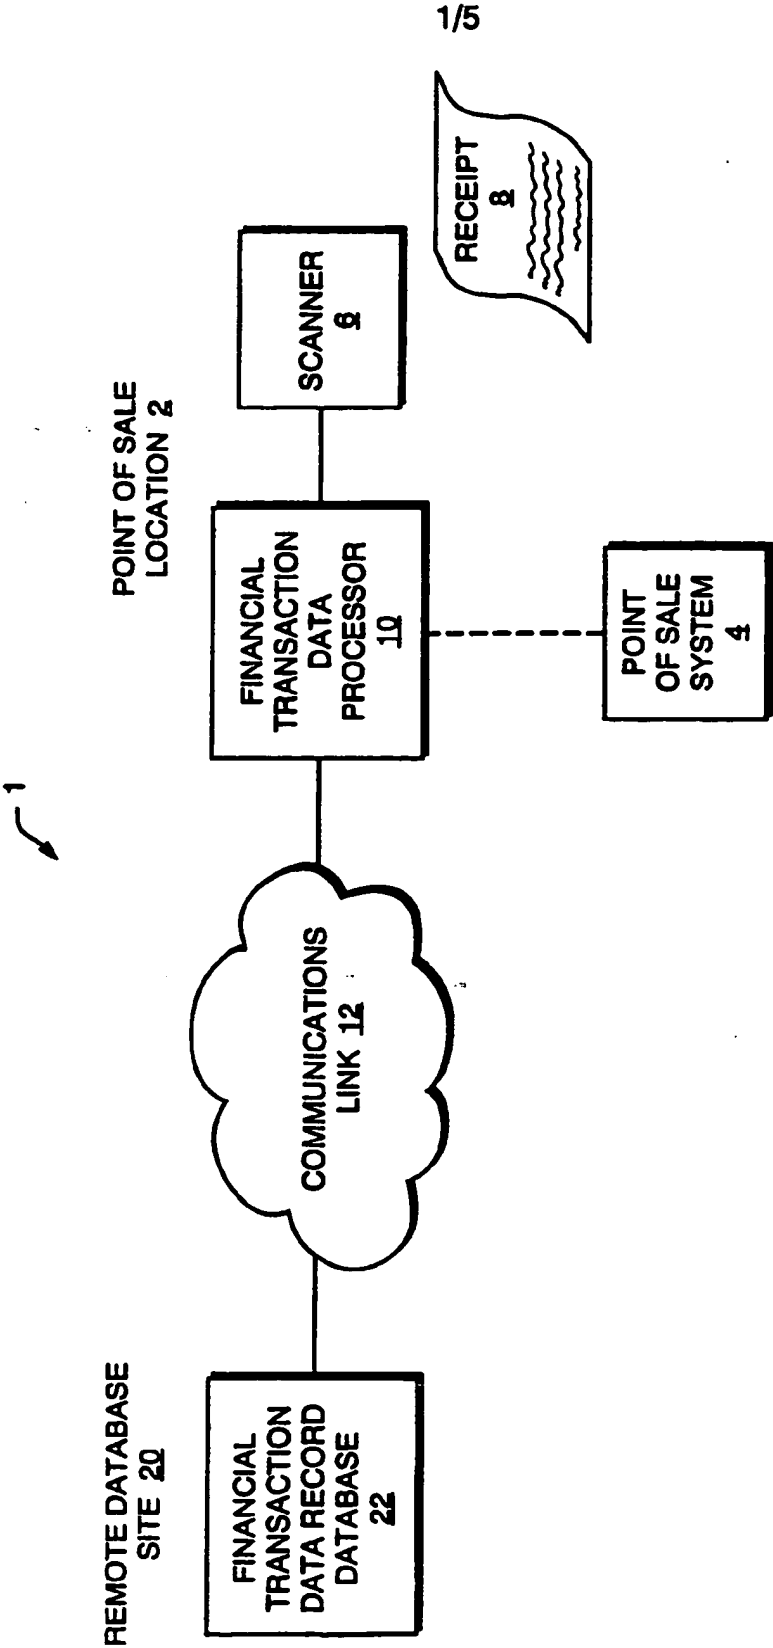 1/5
1
REMOTE DATABASE
SITE 20
FINANCIAL
TRANSACTION
DATA RECORD
DATABASE
22
COMMUNICATIONS
LINK 12
POINT OF SALE
LOCATION 2
FINANCIAL
TRANSACTION
DATA
PROCESSOR
10
SCANNER
6
RECEIPT
8
POINT
OF SALE
SYSTEM
4